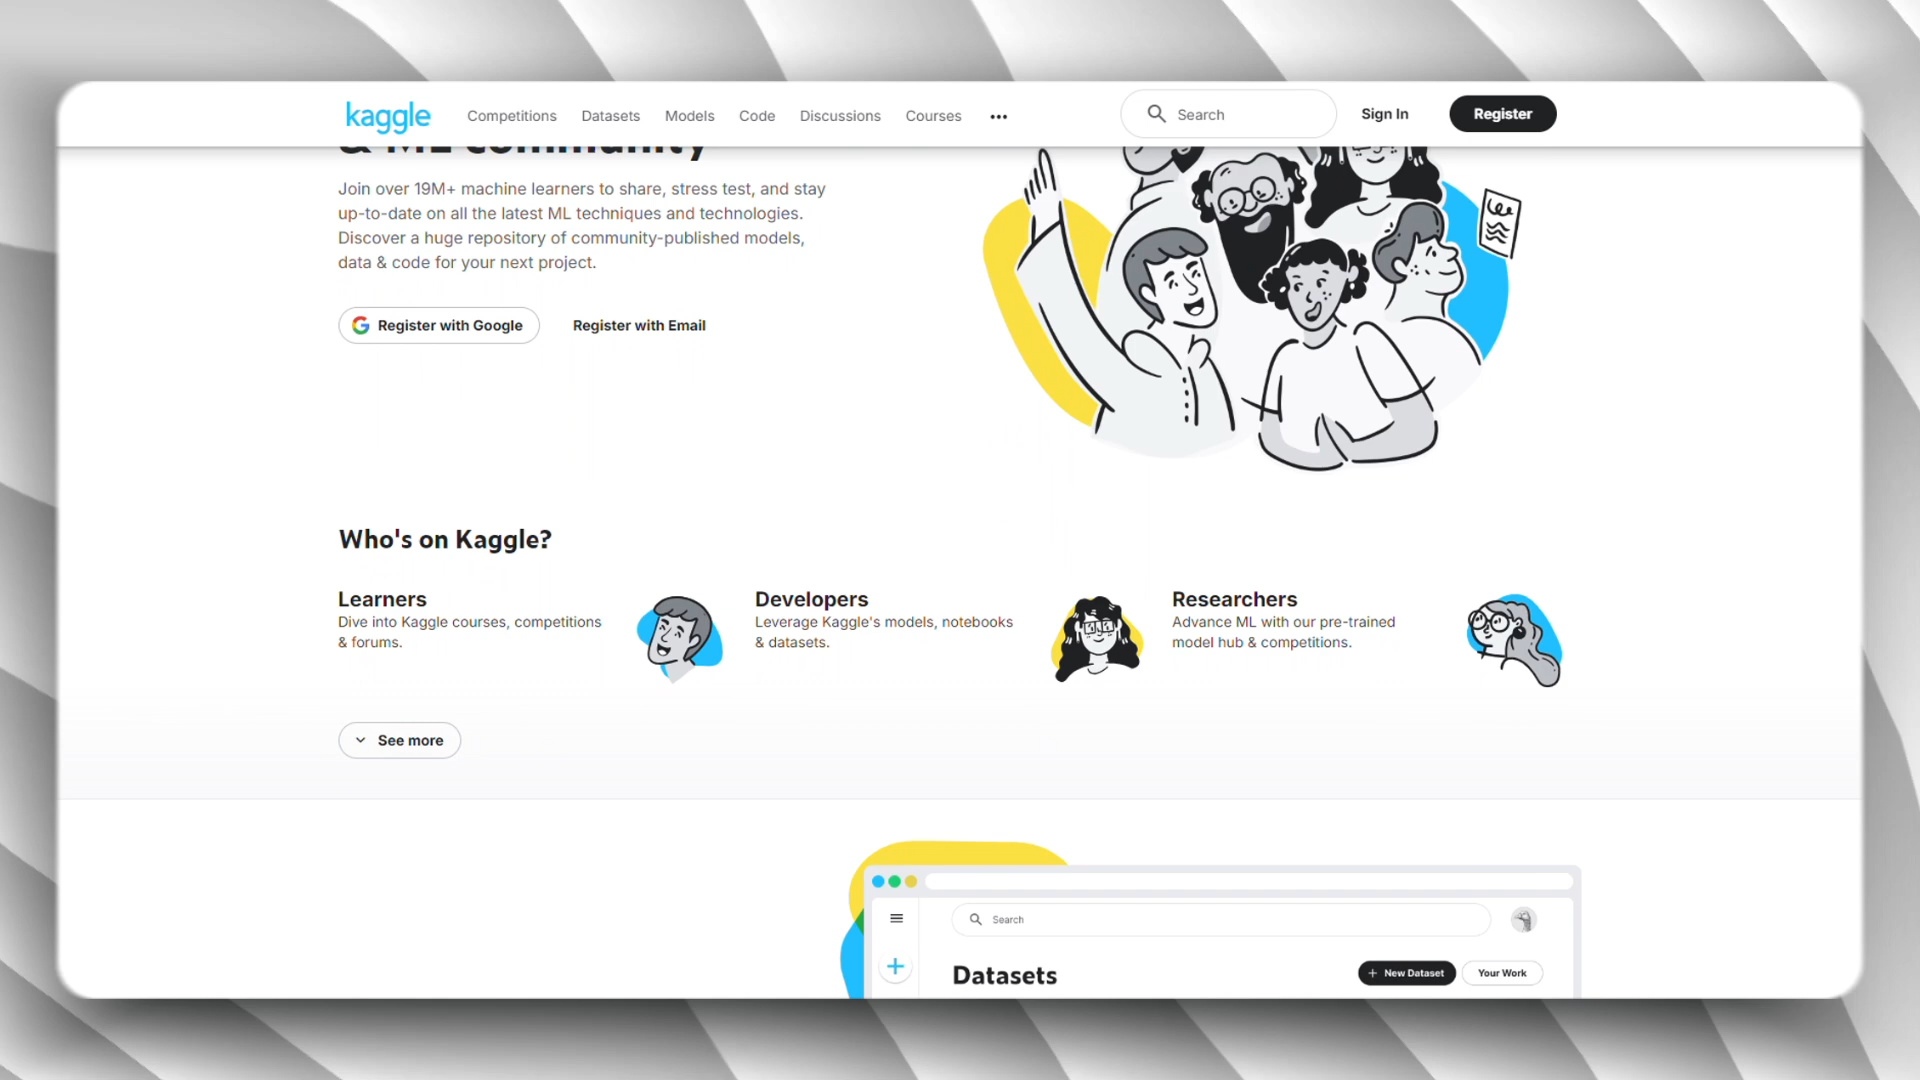 kaggle Competitions Datasets Models Code Discussions Courses ••• Search Sign In Register
& ML community
Join over 19M+ machine learners to share, stress test, and stay
up-to-date on all the latest ML techniques and technologies.
Discover a huge repository of community-published models,
data & code for your next project.
Register with Google Register with Email
Who's on Kaggle?
Learners
Dive into Kaggle courses, competitions
& forums.
Developers
Leverage Kaggle's models, notebooks
& datasets.
Researchers
Advance ML with our pre-trained
model hub & competitions.
See more
Search
Datasets + New Dataset Your Work